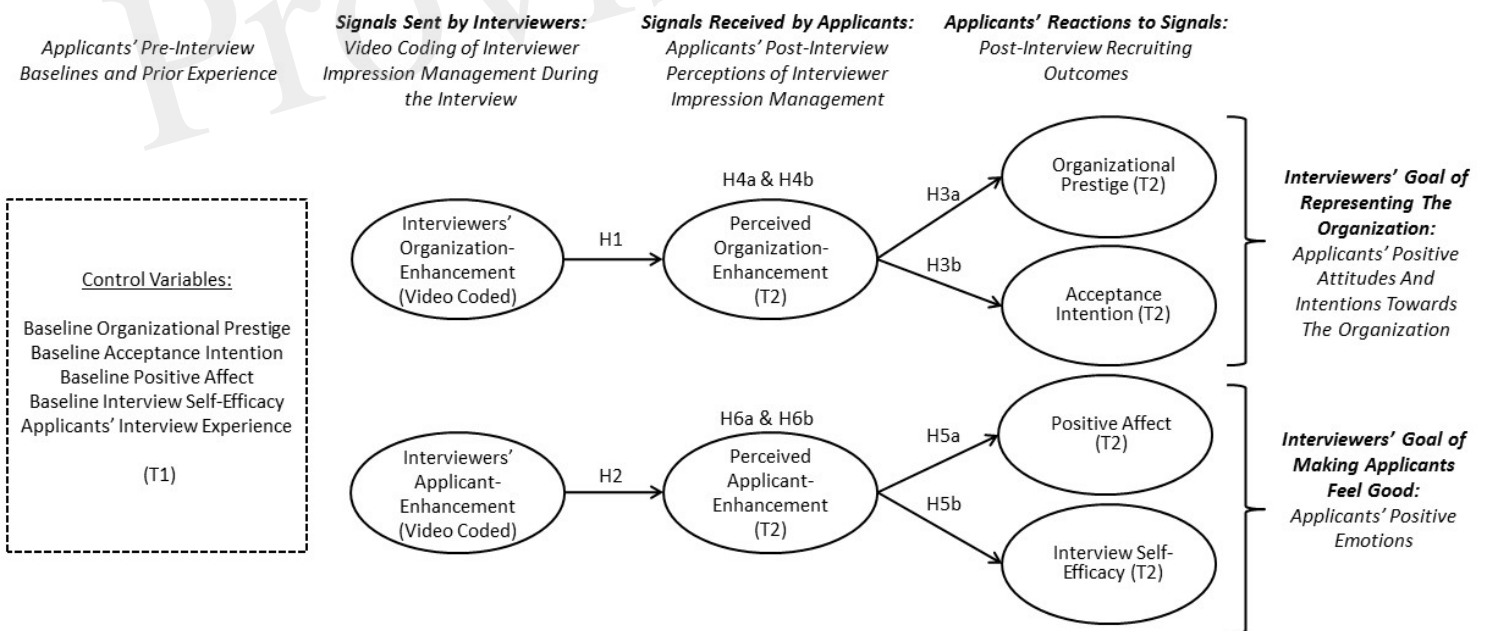 Applicants' Pre-Interview
Baselines and Prior Experience
Signals Sent by Interviewers:
Video Coding of Interviewer
Impression Management During
the Interview
Signals Received by Applicants:
Applicants' Post-Interview
Perceptions of Interviewer
Impression Management
Applicants' Reactions to Signals:
Post-Interview Recruiting
Outcomes
Control Variables:
Baseline Organizational Prestige
Baseline Acceptance Intention
Baseline Positive Affect
Baseline Interview Self-Efficacy
Applicants' Interview Experience
(T1)
Interviewers'
Organization-
Enhancement
(Video Coded)
H1
H4a & H4b
Perceived
Organization-
Enhancement
(T2)
H3a
H3b
Organizational
Prestige (T2)
Acceptance
Intention (T2)
Interviewers' Goal of
Representing The
Organization:
Applicants' Positive
Attitudes And
Intentions Towards
The Organization
Interviewers'
Applicant-
Enhancement
(Video Coded)
H2
H6a & H6b
Perceived
Applicant-
Enhancement
(T2)
H5a
H5b
Positive Affect
(T2)
Interview Self-
Efficacy (T2)
Interviewers' Goal of
Making Applicants
Feel Good:
Applicants' Positive
Emotions